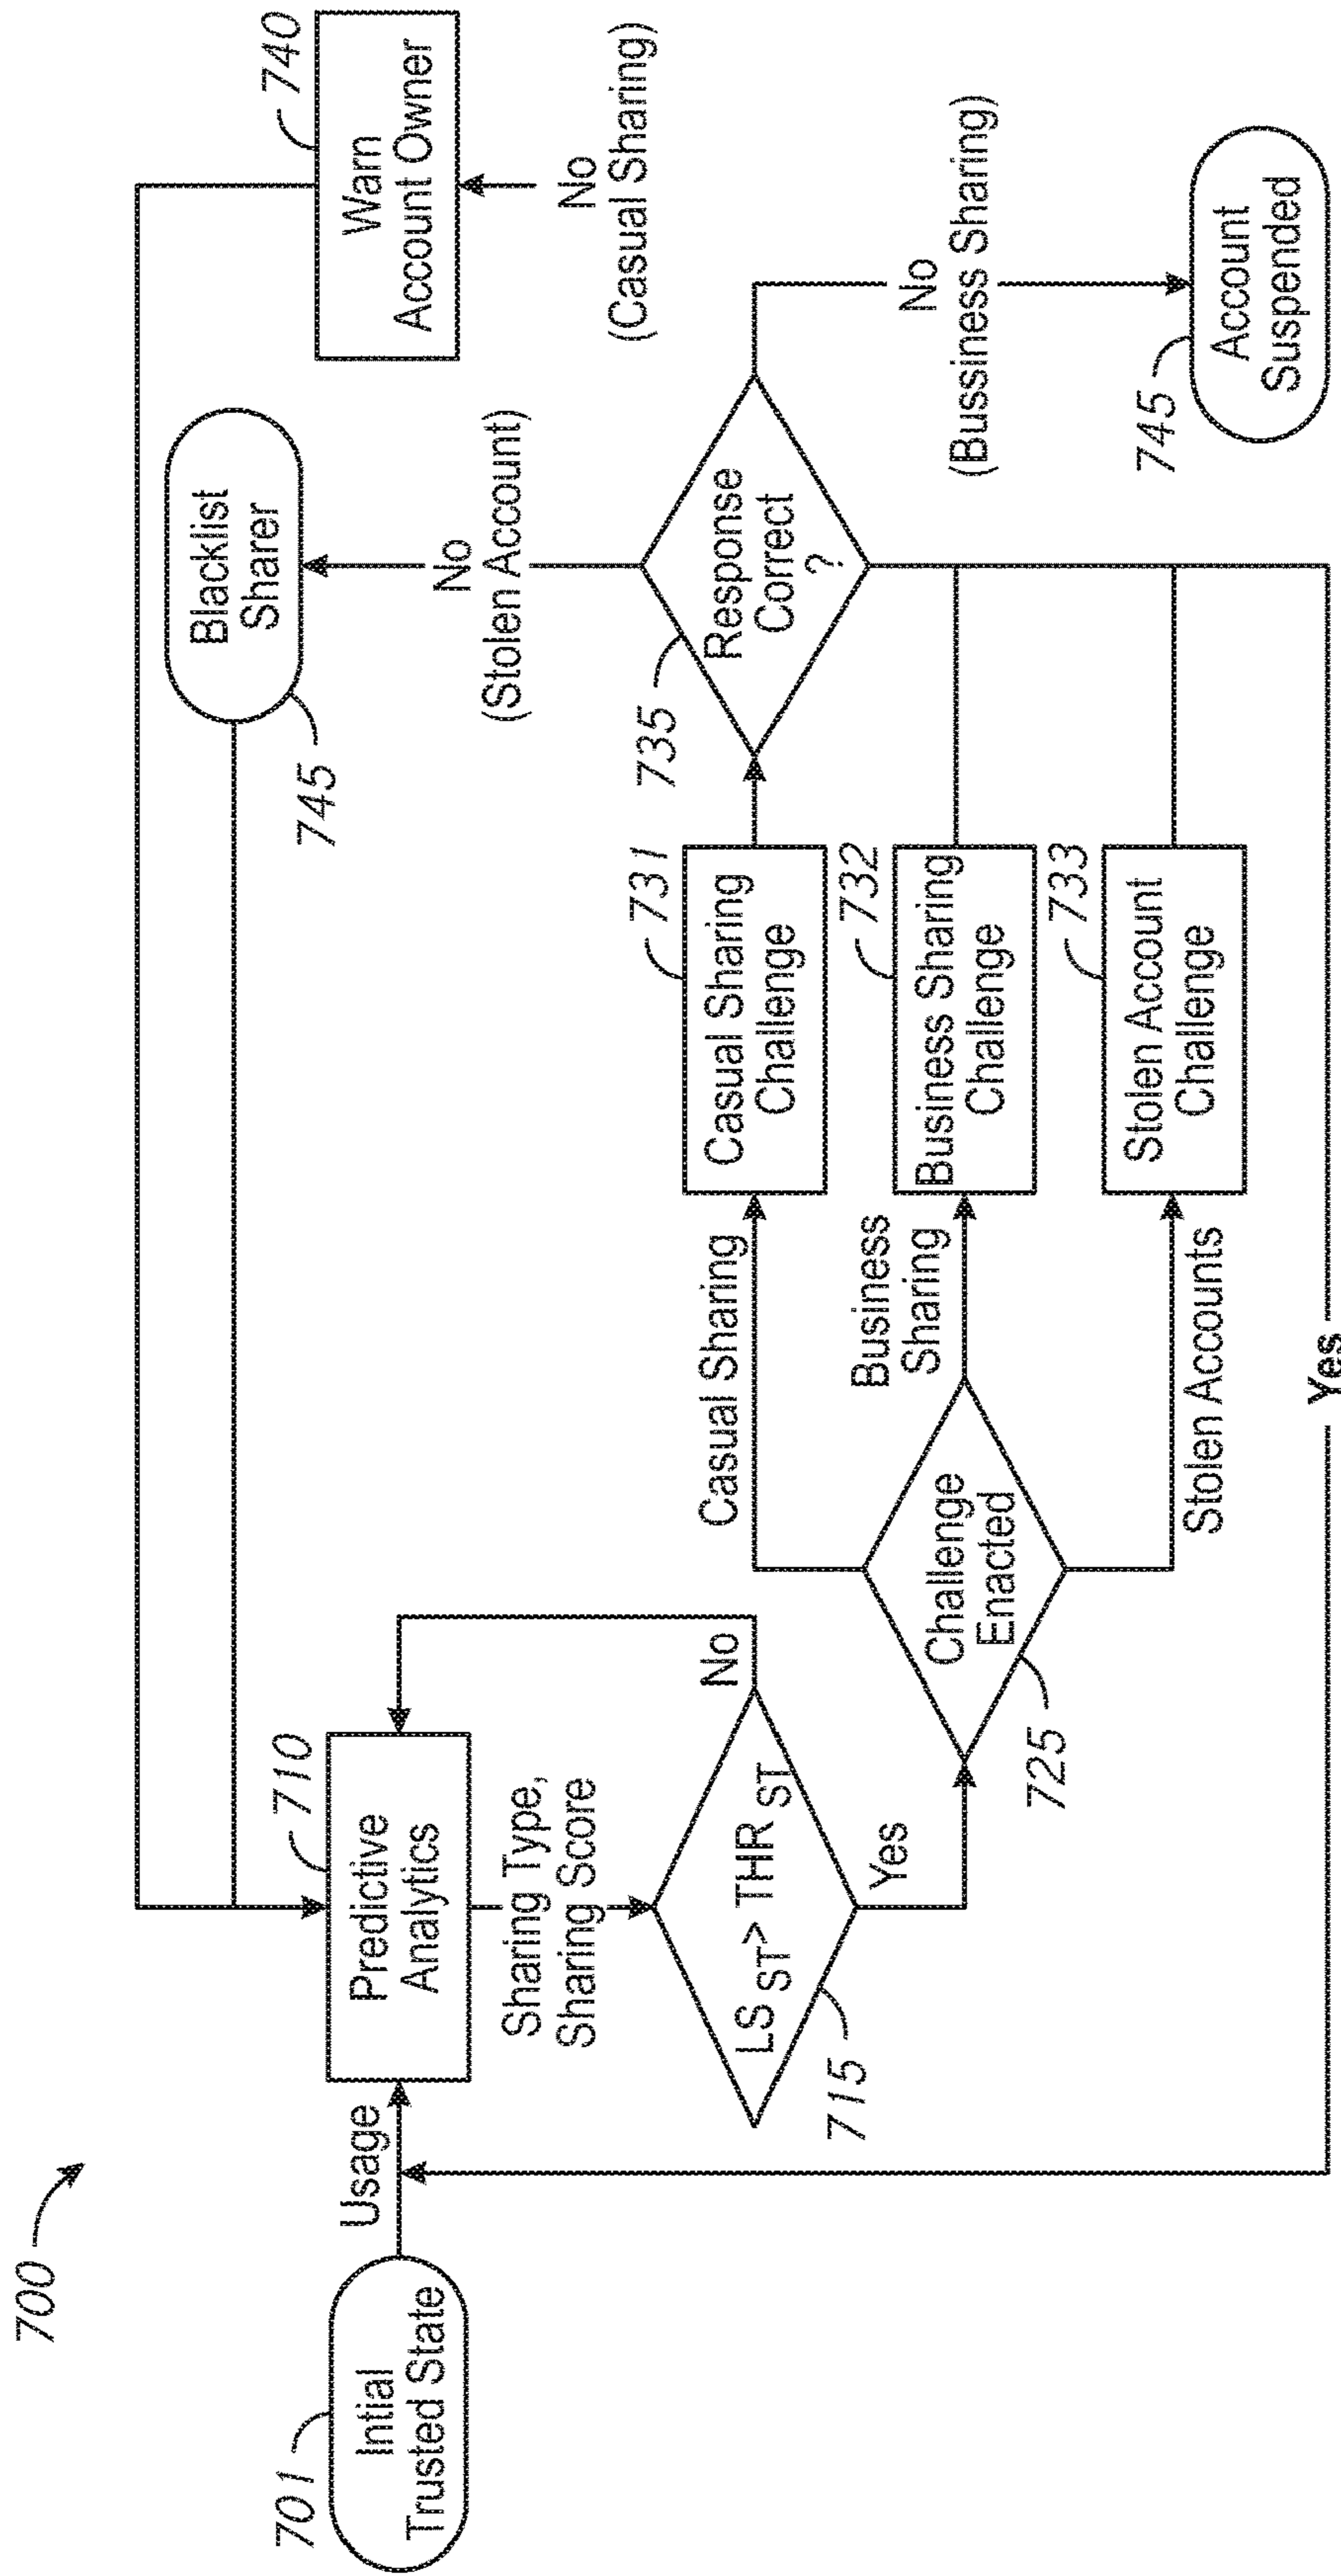 700
701
Intial
Trusted State
Usage
710
Predictive
Analytics
Sharing Type,
Sharing Score
LS ST > THR ST
715
No
Yes
Challenge
Enacted
725
Casual Sharing
Business
Sharing
Stolen Accounts
731
Casual Sharing
Challenge
732
Business Sharing
Challenge
733
Stolen Account
Challenge
735
Response
Correct
?
No
(Stolen Account)
Blacklist
Sharer
745
740
Warn
Account Owner
No
(Casual Sharing)
No
(Bussiness Sharing)
745
Account
Suspended
Yes